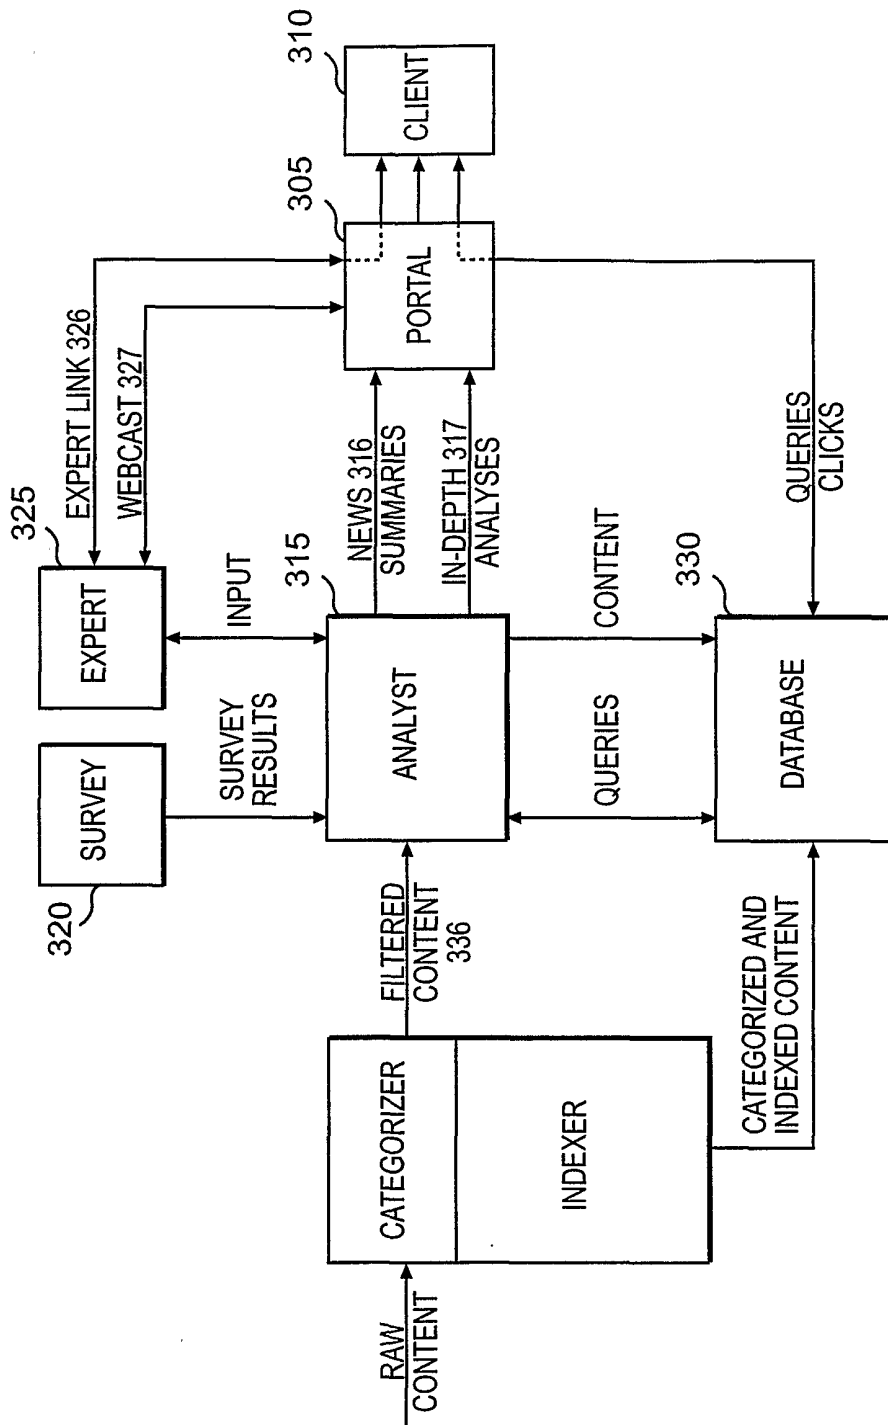 320
SURVEY
325
EXPERT
EXPERT LINK 326
WEBCAST 327
SURVEY
RESULTS
INPUT
305
310
RAW
CONTENT
CATEGORIZER
INDEXER
FILTERED
CONTENT
336
315
ANALYST
NEWS 316
SUMMARIES
IN-DEPTH 317
ANALYSES
PORTAL
CLIENT
QUERIES
CONTENT
CATEGORIZED AND
INDEXED CONTENT
330
DATABASE
QUERIES
CLICKS